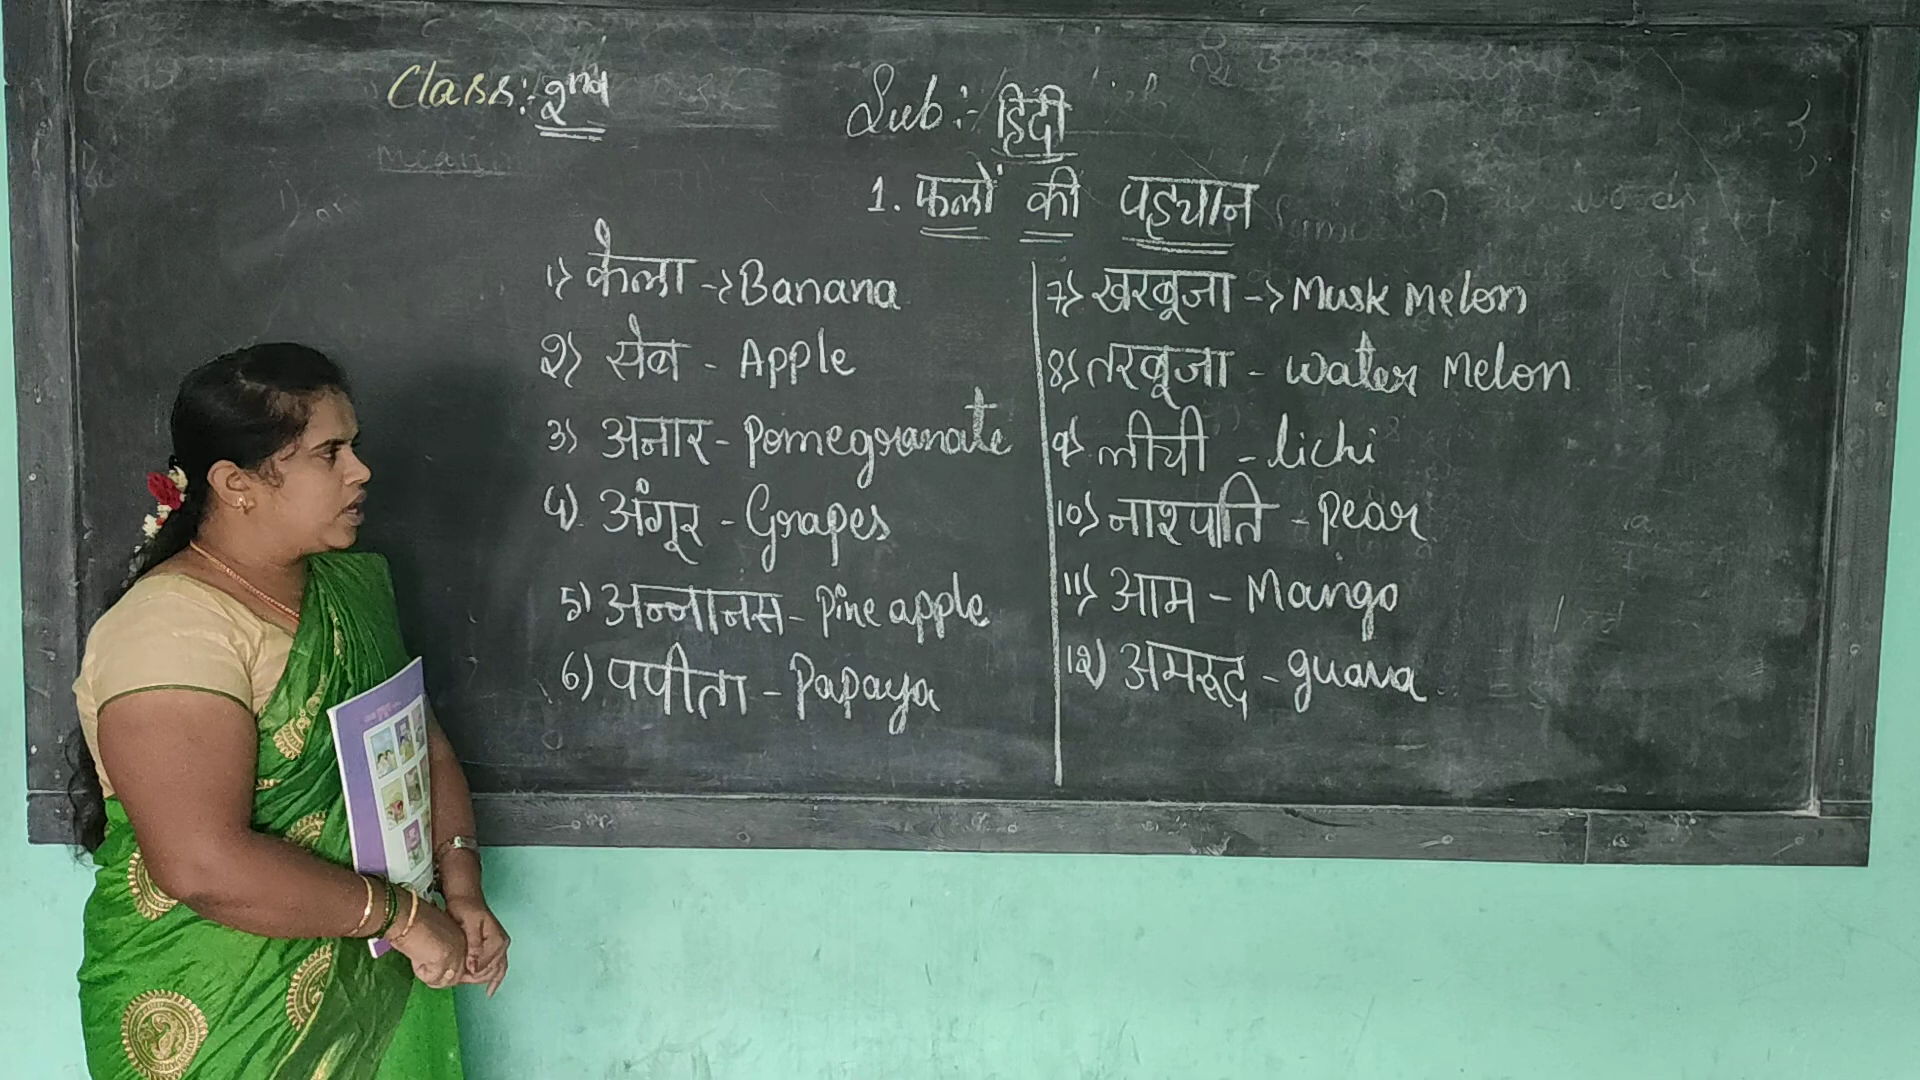 Class:- 2nd
Sub:- हिंदी
1. फलों की पहचान
1) केला -> Banana
2) सेब - Apple
3) अनार - Pomegranate
4) अंगूर - Grapes
5) अन्नानस - Pine apple
6) पपीता - Papaya
7) खरबूजा -> Musk Melon
8) तरबूजा - water Melon
9) लीची - lichi
10) नाशपति - Pear
11) आम - Mango
12) अमरूद - guava